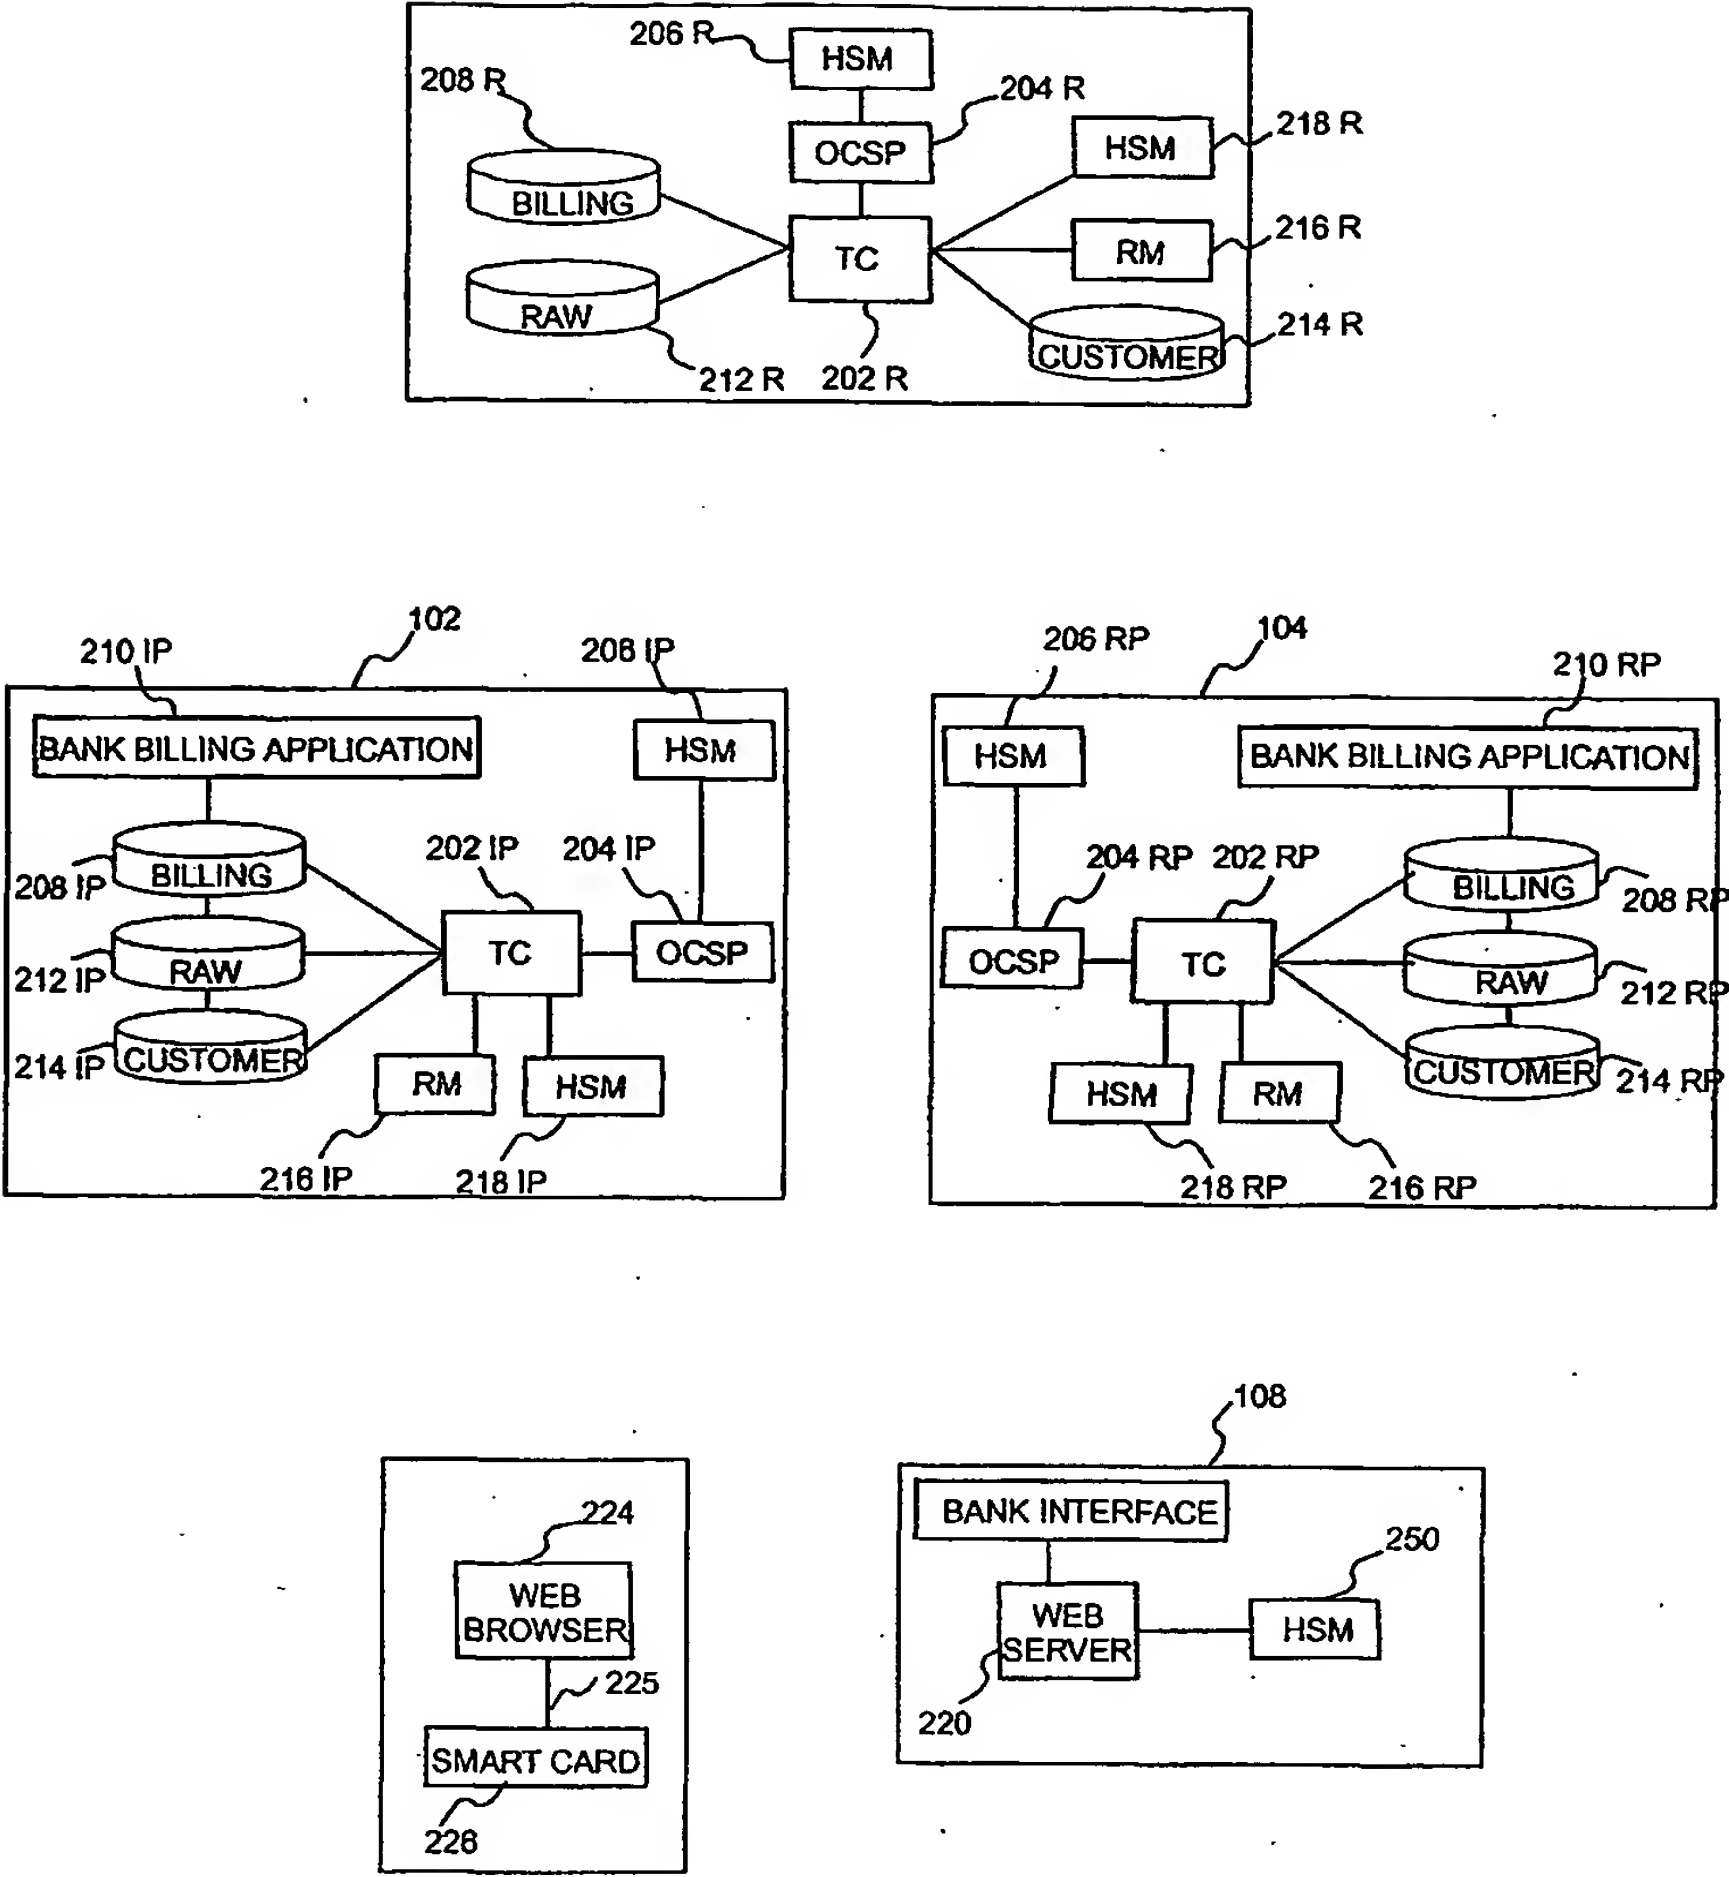 206 R
HSM
208 R
204 R
218 R
OCSP
HSM
BILLING
216 R
TC
RM
RAW
214 R
CUSTOMER
212 R
202 R
102
210 IP
208 IP
BANK BILLING APPLICATION
HSM
202 IP
204 IP
BILLING
208 IP
TC
OCSP
RAW
212 IP
CUSTOMER
214 IP
RM
HSM
216 IP
218 IP
206 RP
104
210 RP
HSM
BANK BILLING APPLICATION
204 RP
202 RP
BILLING
208 RP
OCSP
TC
RAW
212 RP
CUSTOMER
214 RP
HSM
RM
218 RP
216 RP
224
WEB
BROWSER
225
SMART CARD
226
108
BANK INTERFACE
250
WEB
SERVER
HSM
220